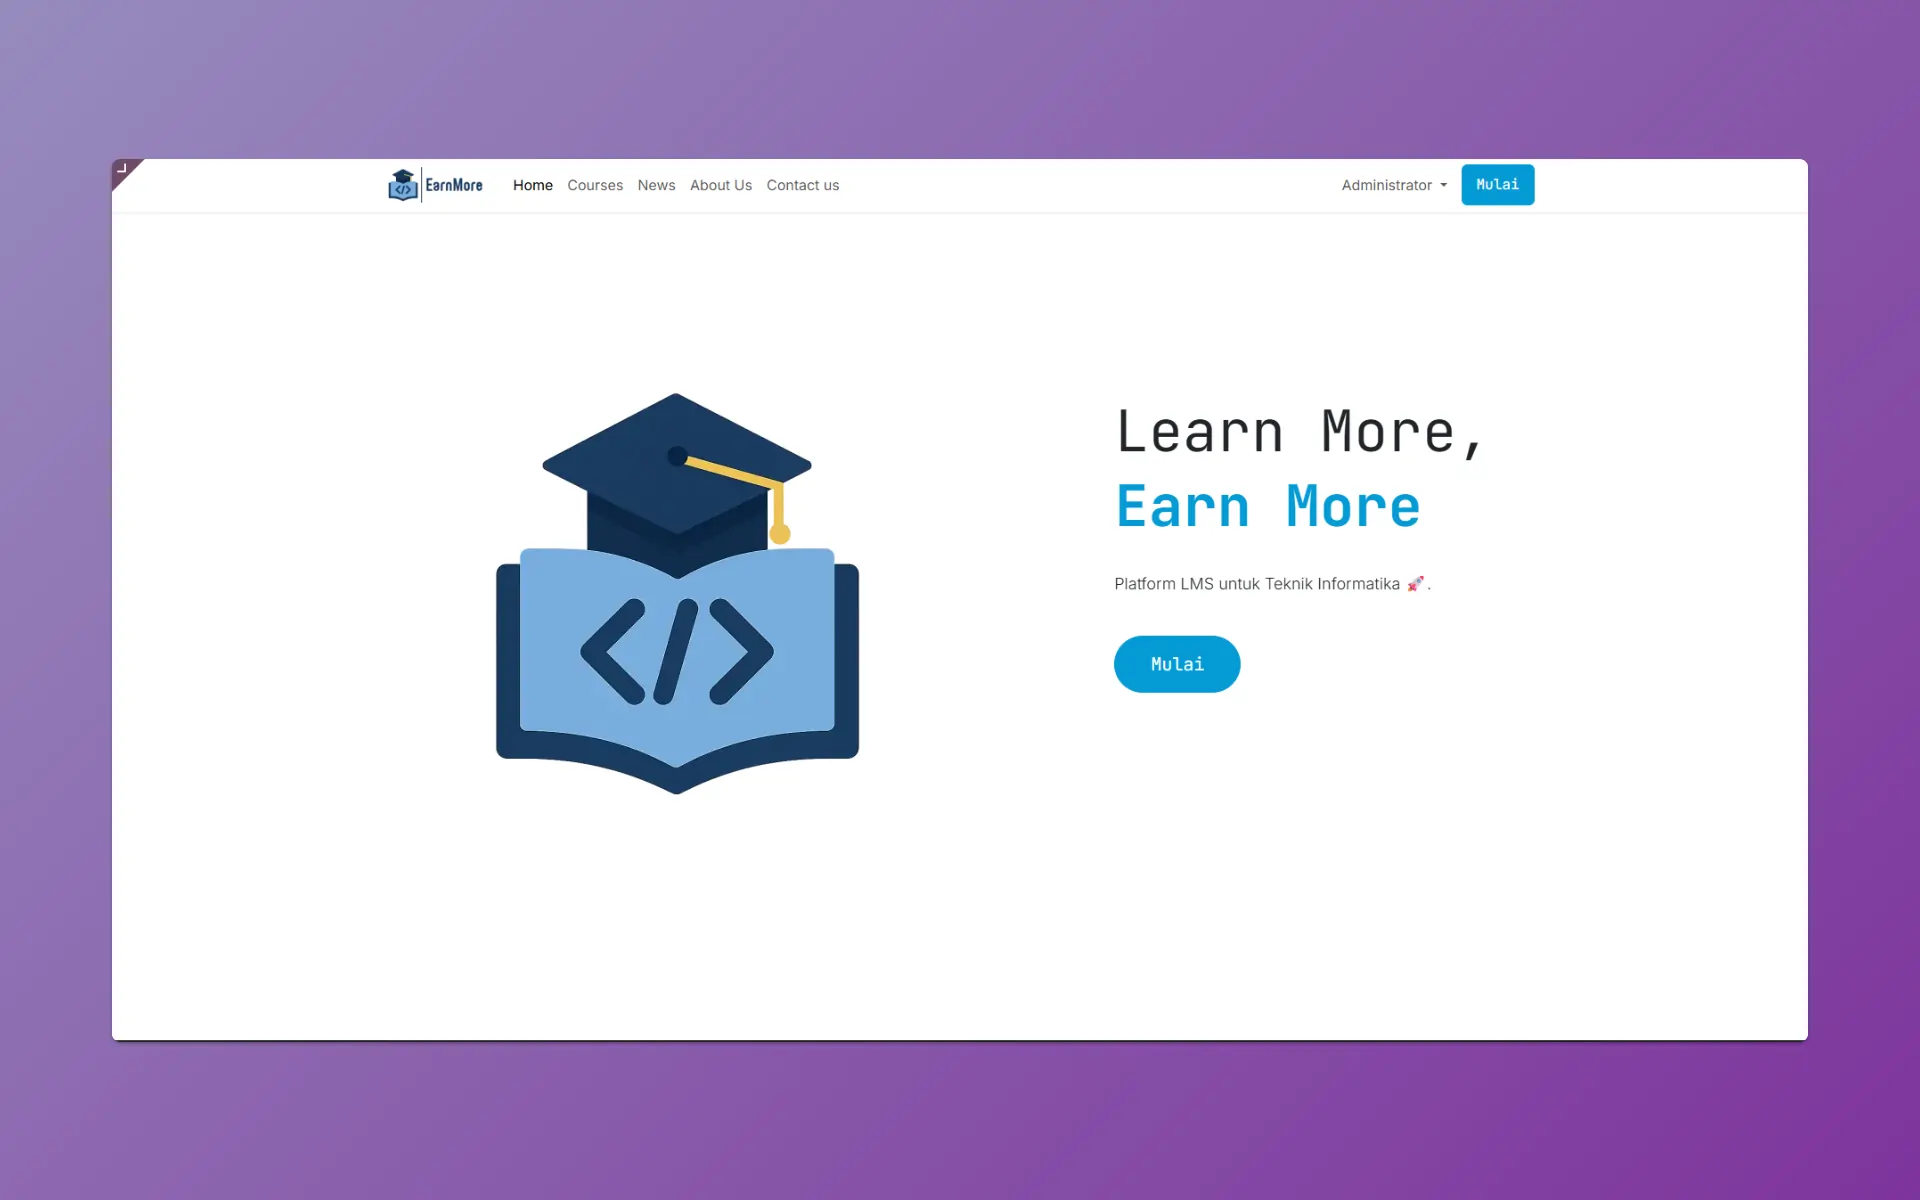 </> EarnMore Home Courses News About Us Contact us Administrator Mulai
Learn More,
Earn More
Platform LMS untuk Teknik Informatika 🚀.
Mulai
</>